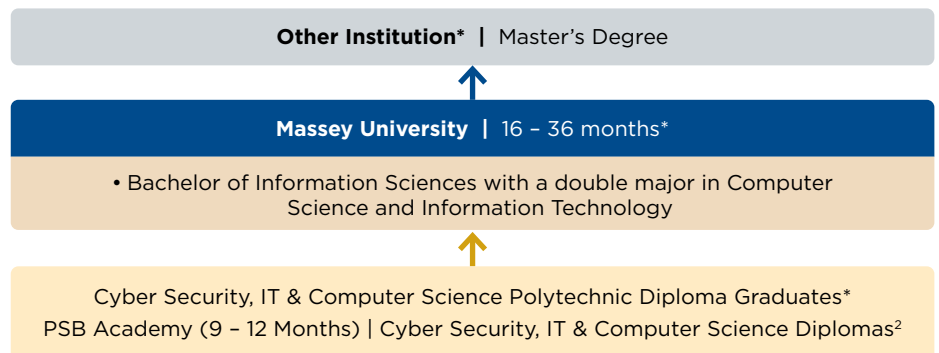 Other Institution* | Master's Degree
Massey University | 16 – 36 months*
• Bachelor of Information Sciences with a double major in Computer
Science and Information Technology
Cyber Security, IT & Computer Science Polytechnic Diploma Graduates*
PSB Academy (9 – 12 Months) | Cyber Security, IT & Computer Science Diplomas²